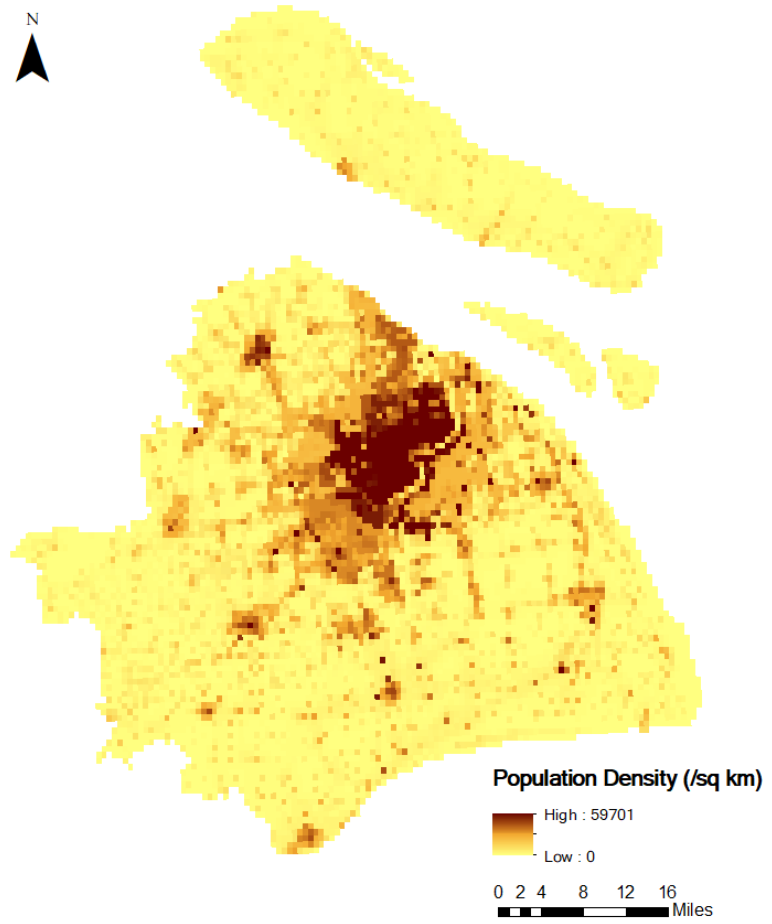 N
Population Density (/sq km)
High : 59701
Low : 0
0 2 4 8 12 16
Miles